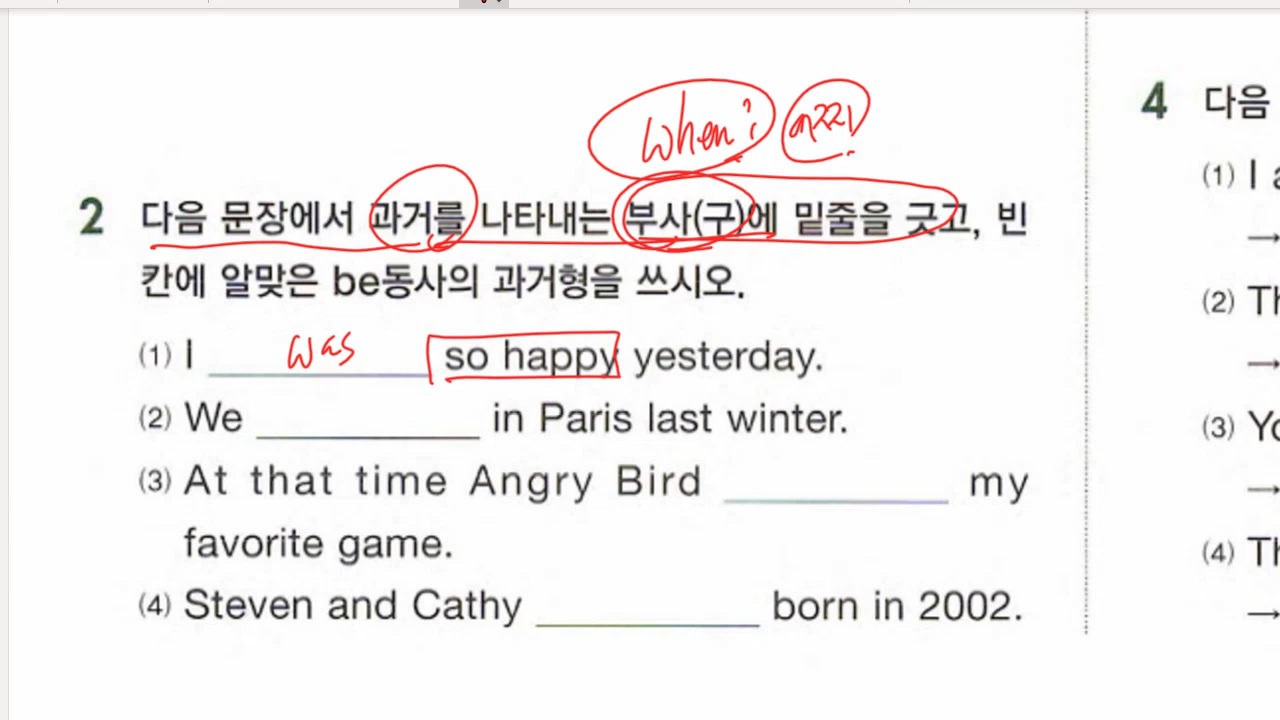 when?
2 다음 문장에서 과거를 나타내는 부사(구)에 밑줄을 긋고, 빈
칸에 알맞은 be동사의 과거형을 쓰시오.
(1) I was so happy yesterday.
(2) We in Paris last winter.
(3) At that time Angry Bird my
favorite game.
(4) Steven and Cathy born in 2002.
4 다음
(1) I a
→
(2) Th
→
(3) Yo
→
(4) Th
→